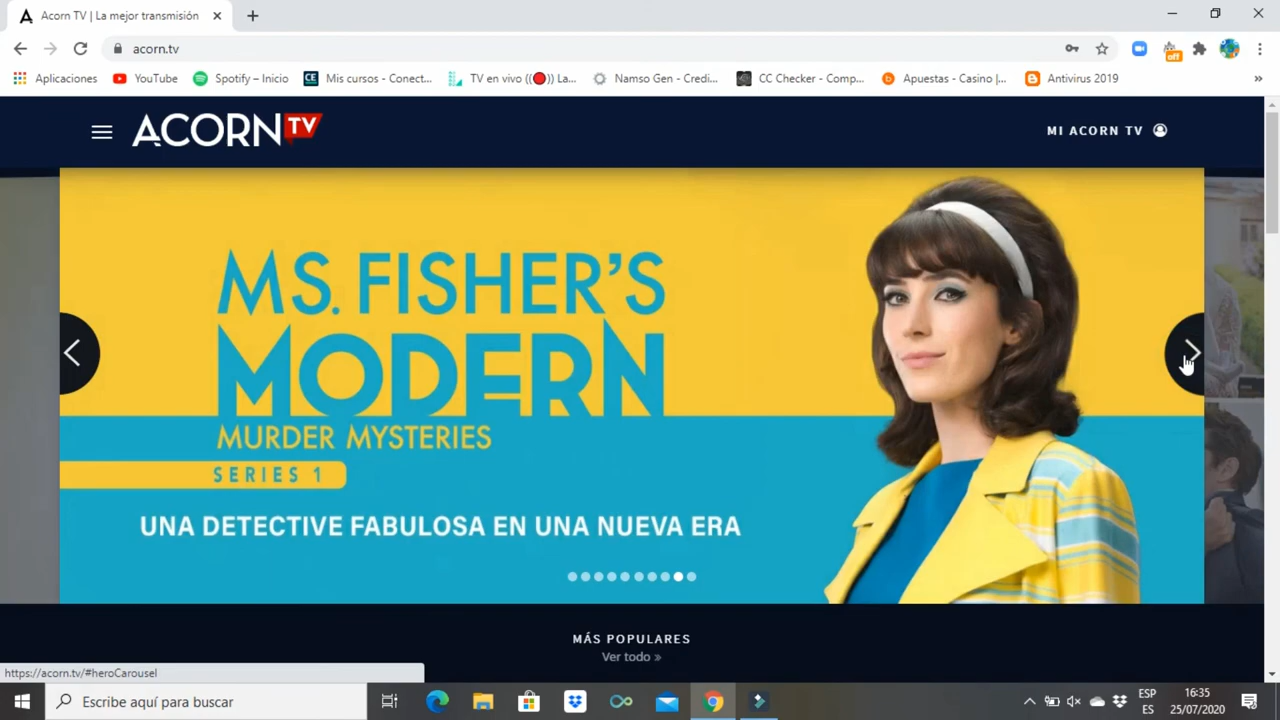 Acorn TV | La mejor transmisión
acorn.tv
off
Aplicaciones
YouTube
Spotify – Inicio
Mis cursos - Conect...
TV en vivo ((🔴)) La...
Namso Gen - Credi...
CC Checker - Comp...
Apuestas - Casino |...
Antivirus 2019
»
ACORN TV
MI ACORN TV
MS. FISHER'S
MODERN
MURDER MYSTERIES
SERIES 1
UNA DETECTIVE FABULOSA EN UNA NUEVA ERA
MÁS POPULARES
Ver todo »
https://acorn.tv/#heroCarousel
Escribe aquí para buscar
ESP
ES
16:35
25/07/2020